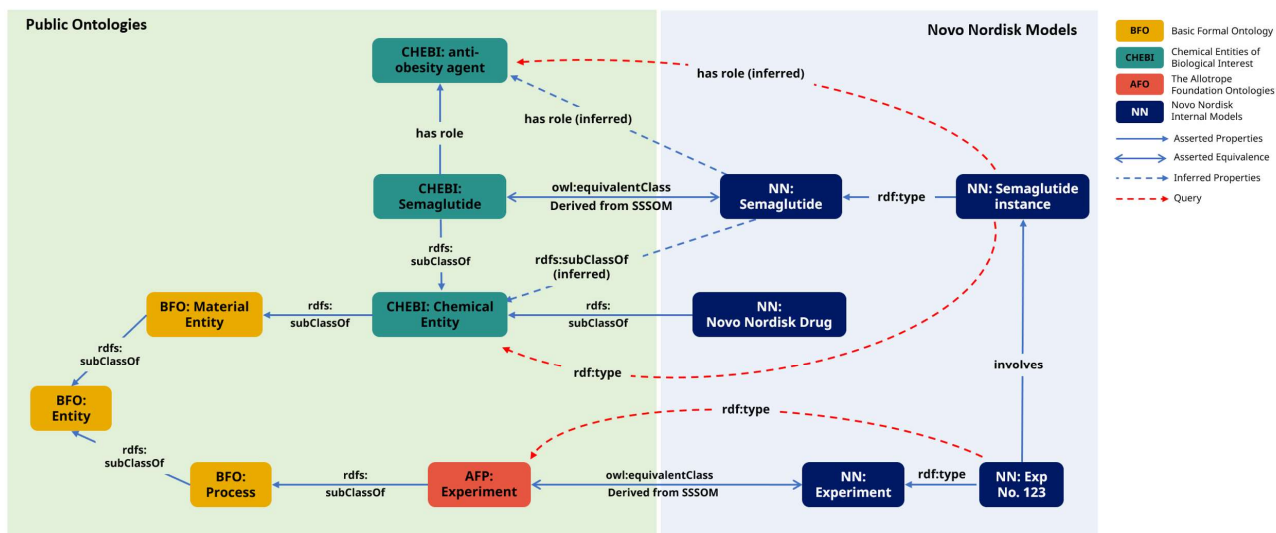 Public Ontologies
Novo Nordisk Models
BFO
Basic Formal Ontology
CHEBI
Chemical Entities of
Biological Interest
AFO
The Allotrope
Foundation Ontologies
NN
Novo Nordisk
Internal Models
Asserted Properties
Asserted Equivalence
Inferred Properties
Query
CHEBI: anti-
obesity agent
has role (inferred)
has role (inferred)
has role
CHEBI:
Semaglutide
owl:equivalentClass
Derived from SSSOM
NN:
Semaglutide
rdf:type
NN: Semaglutide
instance
rdfs:
subClassOf
rdfs:subClassOf
(inferred)
BFO: Material
Entity
rdfs:
subClassOf
CHEBI: Chemical
Entity
rdfs:
subClassOf
NN:
Novo Nordisk Drug
rdfs:
subClassOf
rdf:type
involves
BFO:
Entity
rdf:type
rdfs:
subClassOf
BFO:
Process
rdfs:
subClassOf
AFP:
Experiment
owl:equivalentClass
Derived from SSSOM
NN:
Experiment
rdf:type
NN: Exp
No. 123